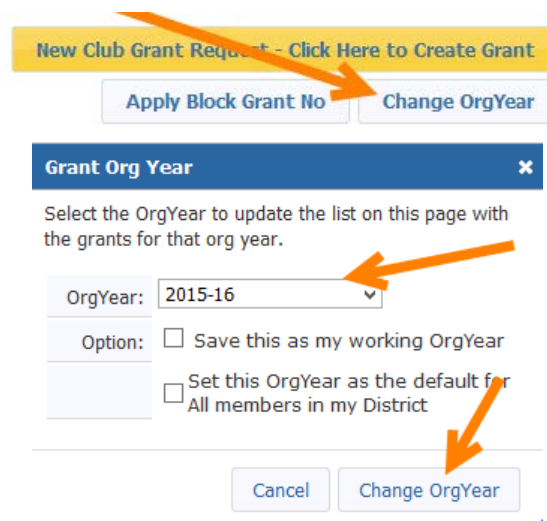 New Club Grant Request - Click Here to Create Grant
Apply Block Grant No Change OrgYear
Grant Org Year ×
Select the OrgYear to update the list on this page with
the grants for that org year.
OrgYear: 2015-16
Option: Save this as my working OrgYear
Set this OrgYear as the default for
All members in my District
Cancel Change OrgYear